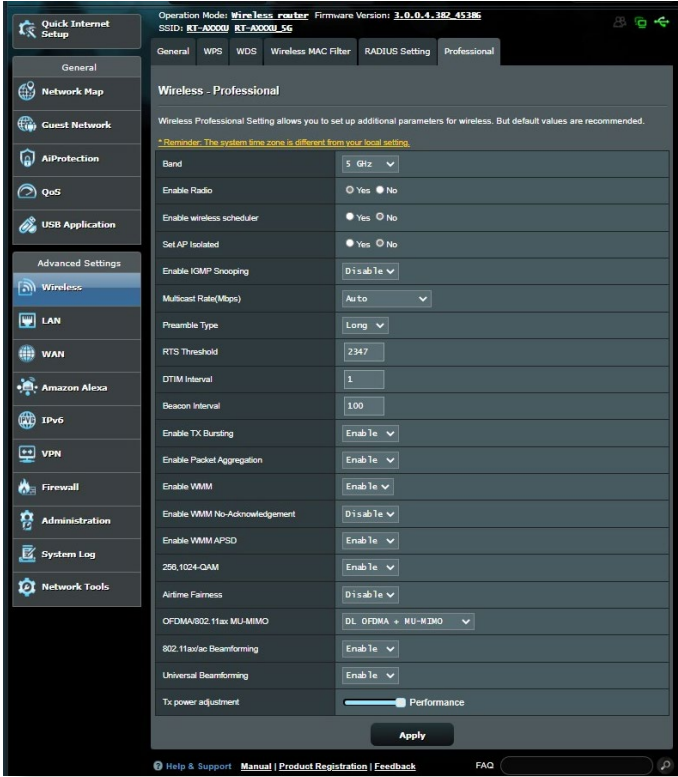 Quick Internet Setup
Operation Mode: Wireless router Firmware Version: 3.0.0.4.382_45386
SSID: RT-AXXXU RT-AXXXU_5G
General WPS WDS Wireless MAC Filter RADIUS Setting Professional
General
Network Map
Guest Network
AiProtection
QoS
USB Application
Advanced Settings
Wireless
LAN
WAN
Amazon Alexa
IPv6
VPN
Firewall
Administration
System Log
Network Tools
Wireless - Professional
Wireless Professional Setting allows you to set up additional parameters for wireless. But default values are recommended.
* Reminder: The system time zone is different from your local setting.
Band 5 GHz
Enable Radio Yes No
Enable wireless scheduler Yes No
Set AP Isolated Yes No
Enable IGMP Snooping Disable
Multicast Rate(Mbps) Auto
Preamble Type Long
RTS Threshold 2347
DTIM Interval 1
Beacon Interval 100
Enable TX Bursting Enable
Enable Packet Aggregation Enable
Enable WMM Enable
Enable WMM No-Acknowledgement Disable
Enable WMM APSD Enable
256,1024-QAM Enable
Airtime Fairness Disable
OFDMA/802.11ax MU-MIMO DL OFDMA + MU-MIMO
802.11ax/ac Beamforming Enable
Universal Beamforming Enable
Tx power adjustment Performance
Apply
Help & Support Manual | Product Registration | Feedback FAQ